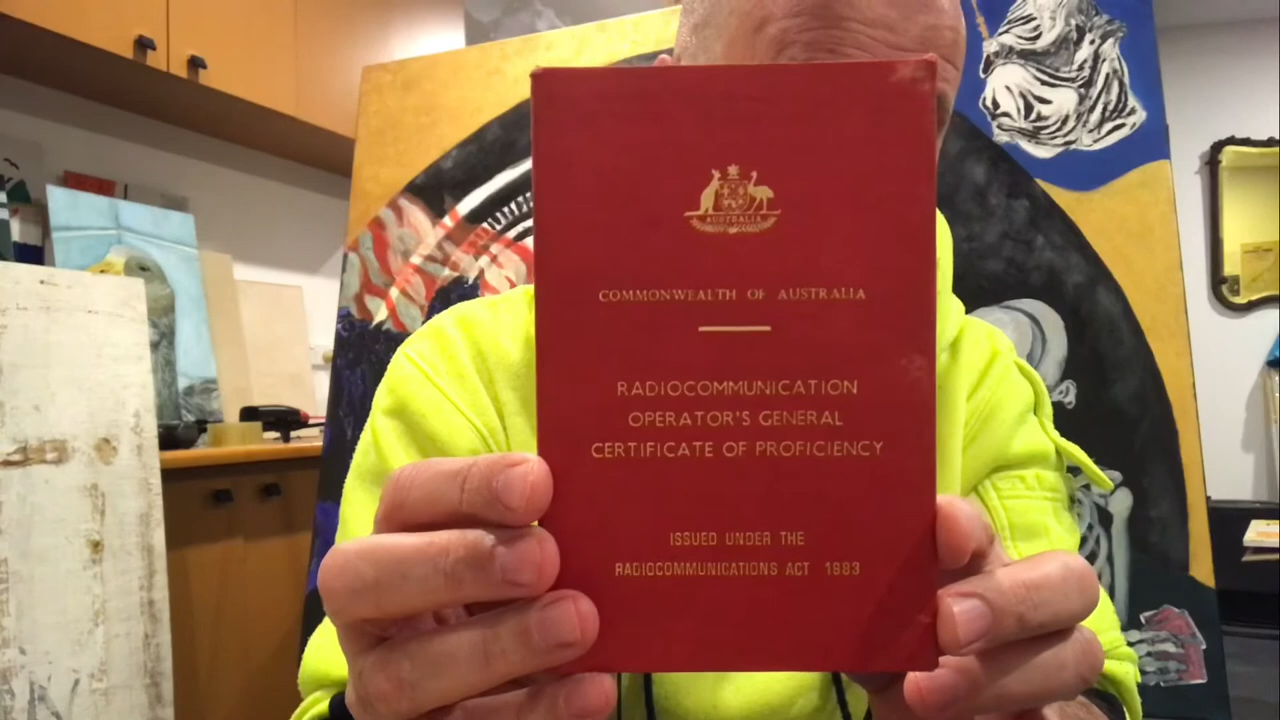 AUSTRALIA
COMMONWEALTH OF AUSTRALIA
RADIOCOMMUNICATION
OPERATOR'S GENERAL
CERTIFICATE OF PROFICIENCY
ISSUED UNDER THE
RADIOCOMMUNICATIONS ACT 1983